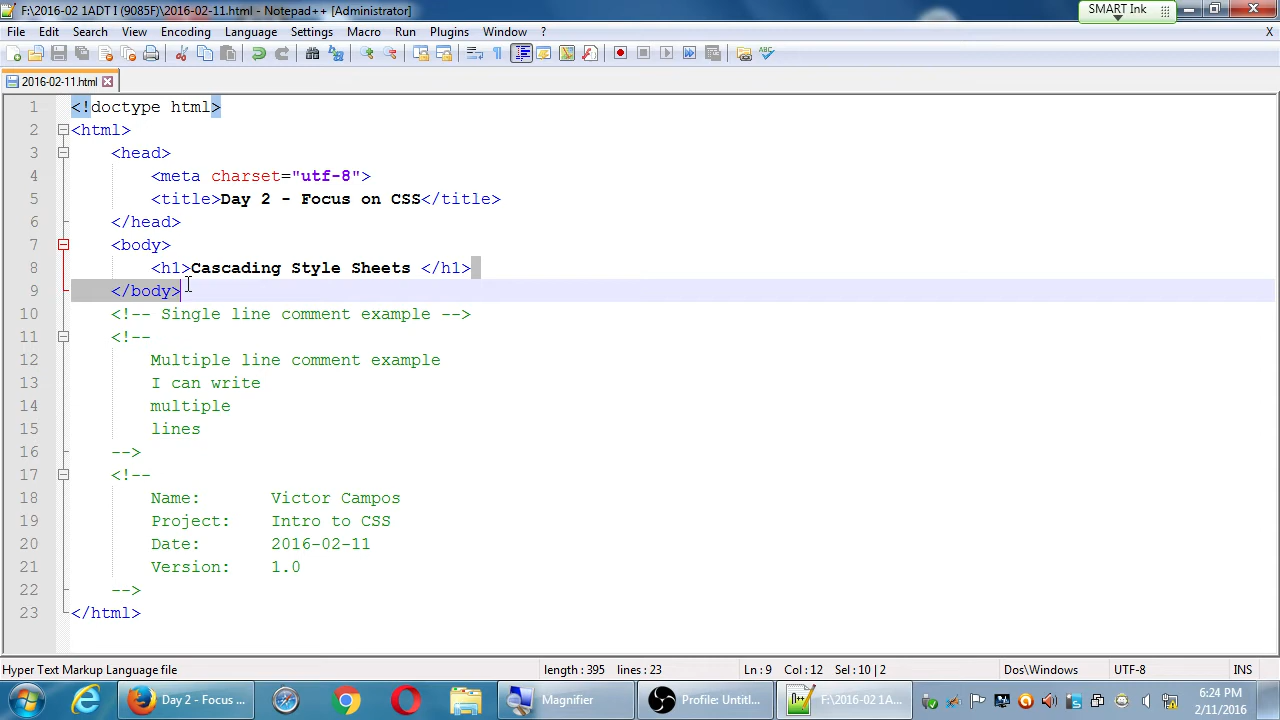 F:\2016-02 1ADT I (9085F)\2016-02-11.html - Notepad++ [Administrator]
SMART Ink
File Edit Search View Encoding Language Settings Macro Run Plugins Window ? X
ABC
2016-02-11.html
1 <!doctype html>
2 <html>
3 <head>
4 <meta charset="utf-8">
5 <title>Day 2 - Focus on CSS</title>
6 </head>
7 <body>
8 <h1>Cascading Style Sheets </h1>
9 </body>
10 <!-- Single line comment example -->
11 <!--
12 Multiple line comment example
13 I can write
14 multiple
15 lines
16 -->
17 <!--
18 Name: Victor Campos
19 Project: Intro to CSS
20 Date: 2016-02-11
21 Version: 1.0
22 -->
23 </html>
Hyper Text Markup Language file length : 395 lines : 23 Ln : 9 Col : 12 Sel : 10 | 2 Dos\Windows UTF-8 INS
Day 2 - Focus ... Magnifier Profile: Untitl... F:\2016-02 1A... 6:24 PM
2/11/2016